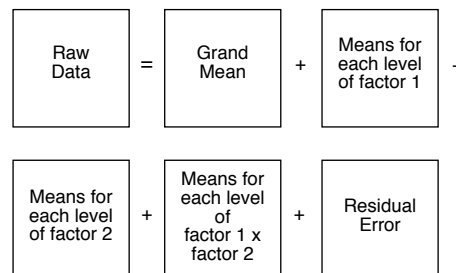 Raw
Data
=
Grand
Mean
+
Means for
each level
of factor 1
Means for
each level
of factor 2
+
Means for
each level
of
factor 1 x
factor 2
+
Residual
Error